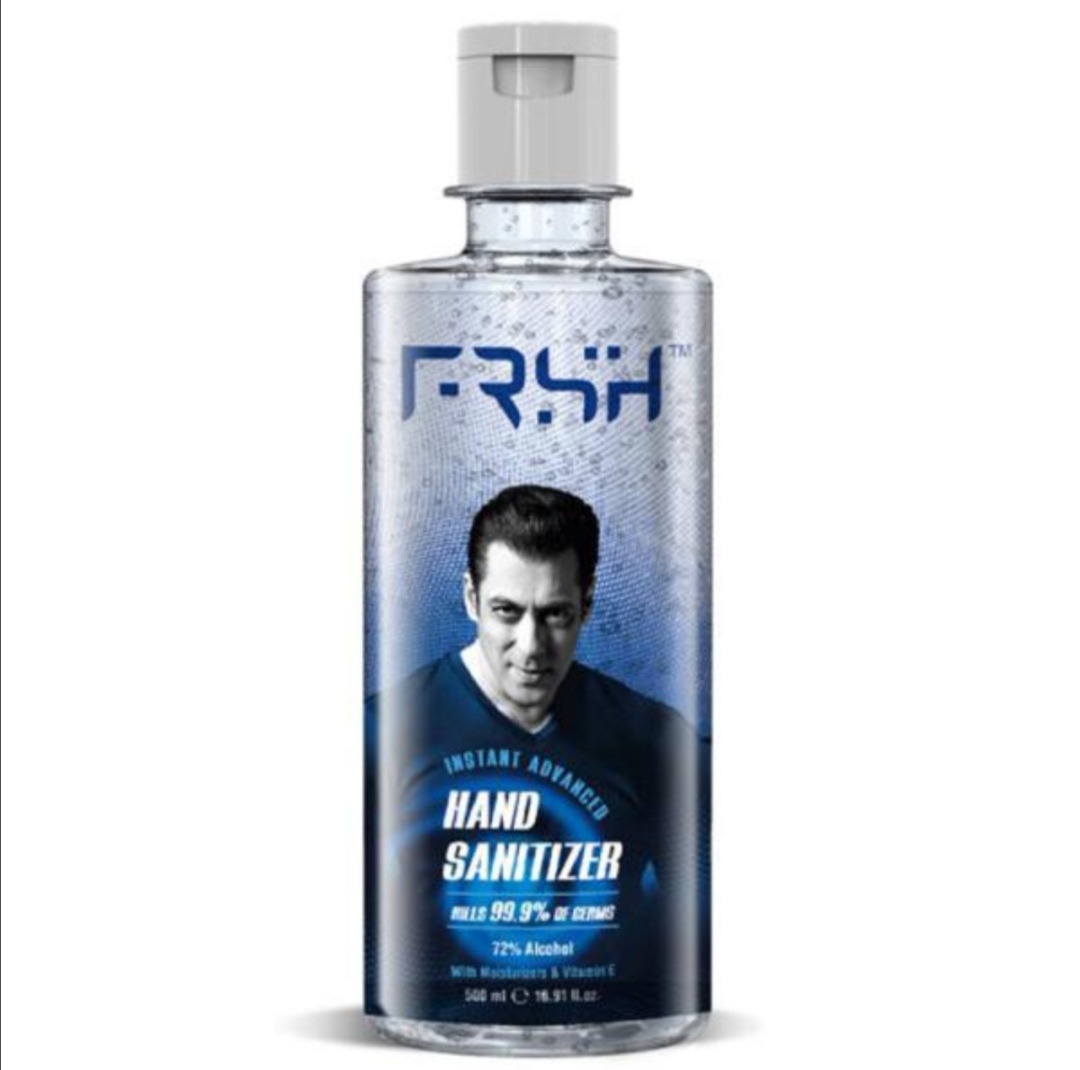 FRSH™
INSTANT ADVANCED
HAND
SANITIZER
KILLS 99.9% OF GERMS
72% Alcohol
With Moisturizers & Vitamin E
500 ml ℮ 16.91 fl.oz.